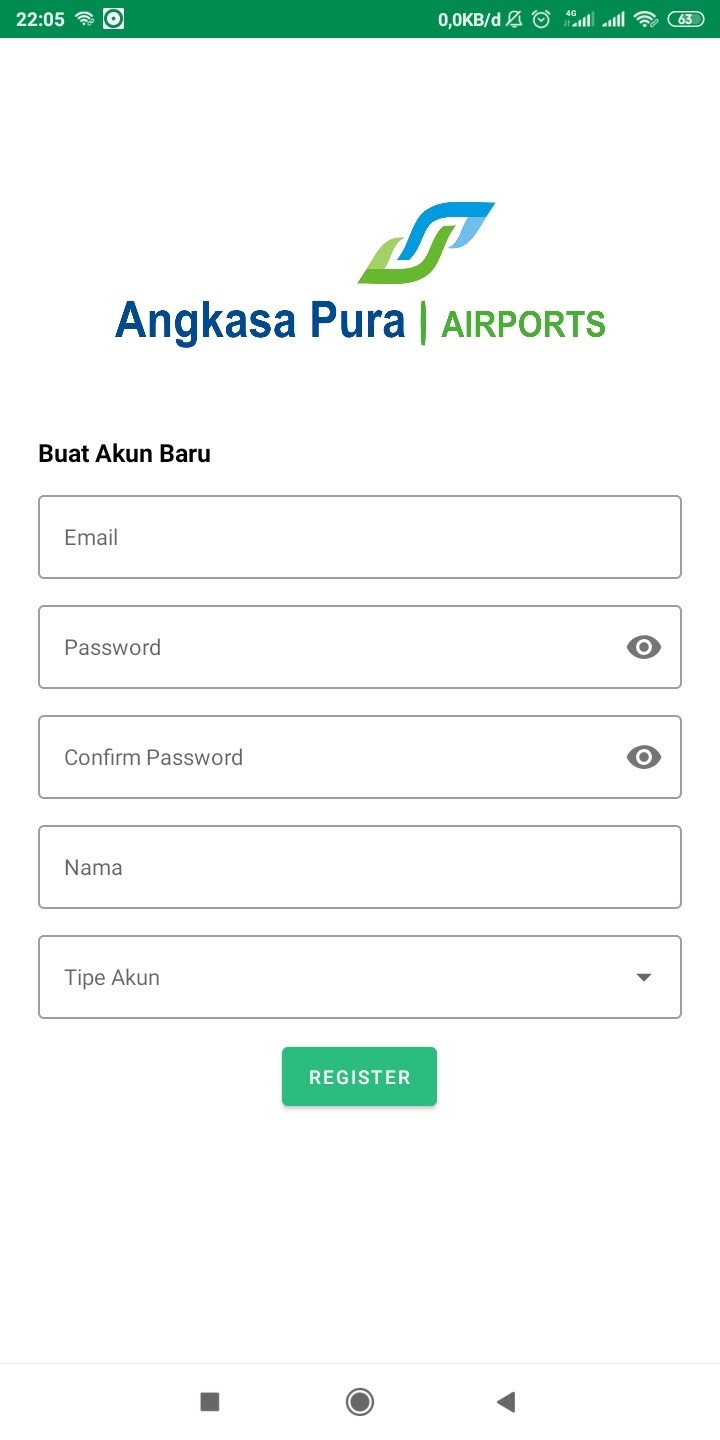 22:05 0,0KB/d 4G 63
Angkasa Pura | AIRPORTS
Buat Akun Baru
Email
Password
Confirm Password
Nama
Tipe Akun
REGISTER